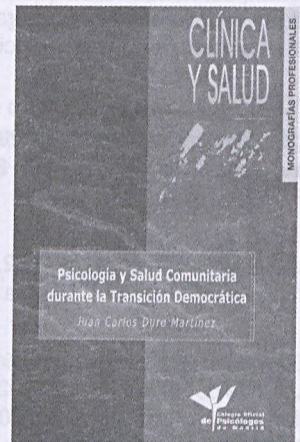 CLÍNICA
Y SALUD
MONOGRAFÍAS PROFESIONALES
Psicología y Salud Comunitaria
durante la Transición Democrática
Juan Carlos Duro Martínez
Colegio Oficial
de Psicólogos
de Madrid